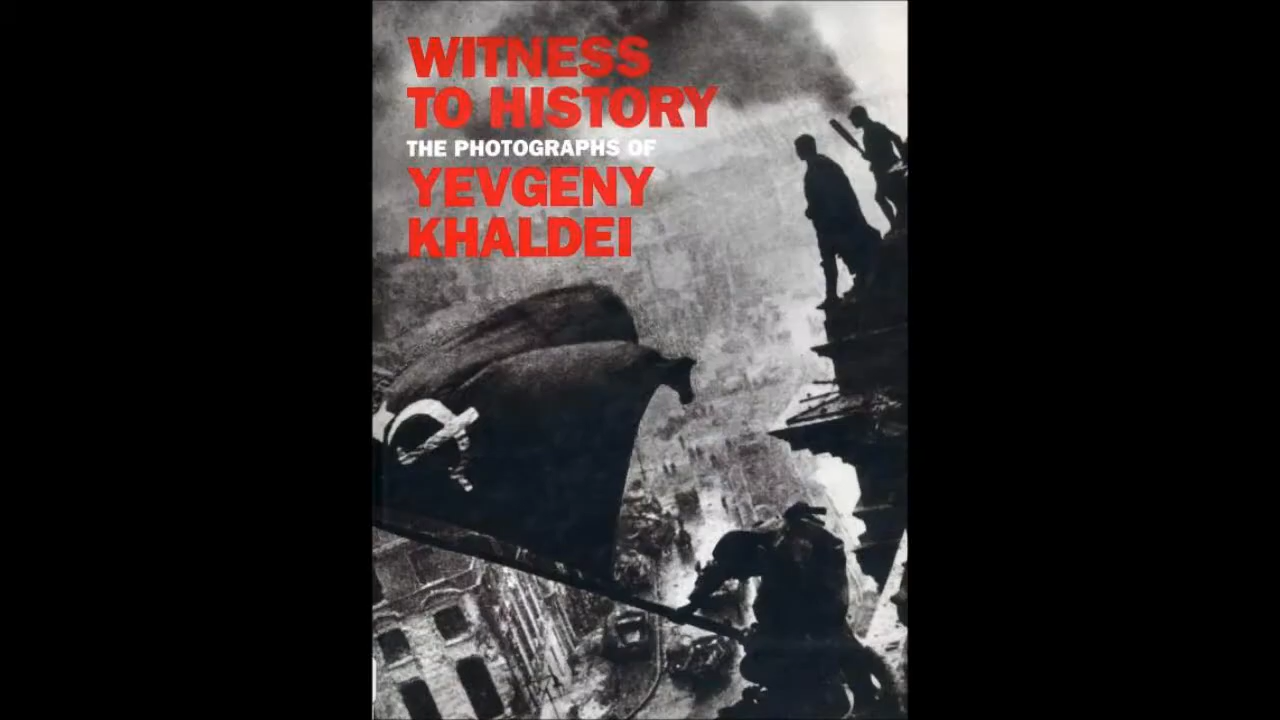 WITNESS
TO HISTORY
THE PHOTOGRAPHS OF
YEVGENY
KHALDEI